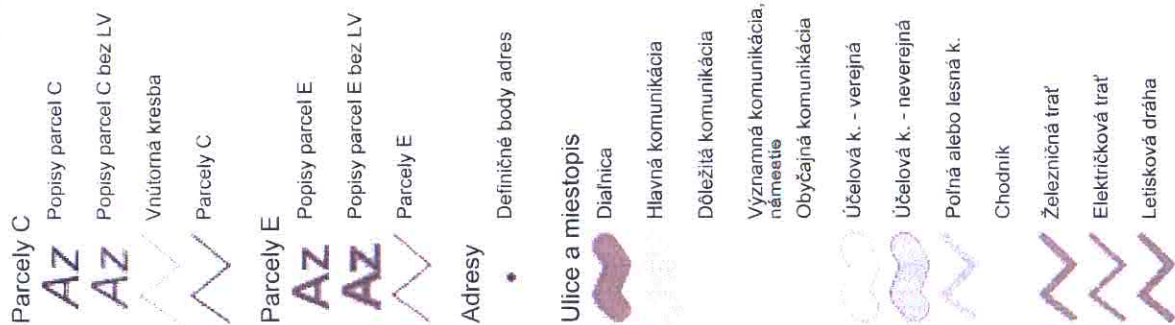 Parcely C
Az Popisy parcel C
Az Popisy parcel C bez LV
Vnútorná kresba
Parcely C
Parcely E
Az Popisy parcel E
Az Popisy parcel E bez LV
Parcely E
Adresy
Definičné body adres
Ulice a miestopis
Diaľnica
Hlavná komunikácia
Dôležitá komunikácia
Významná komunikácia,
námestie
Obyčajná komunikácia
Účelová k. - verejná
Účelová k. - neverejná
Poľná alebo lesná k.
Chodník
Železničná trať
Električková trať
Letisková dráha